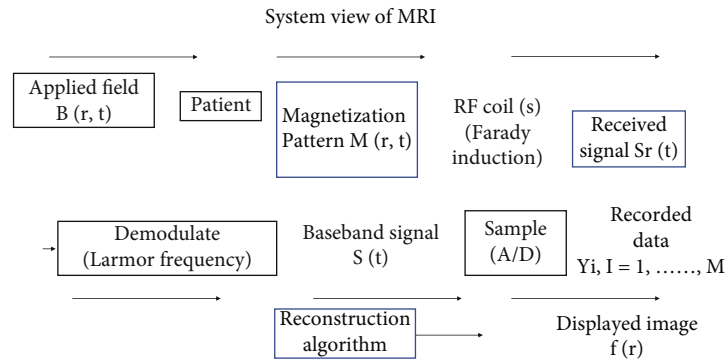 System view of MRI
Applied field
B (r, t)
Patient
Magnetization
Pattern M (r, t)
RF coil (s)
(Farady
induction)
Received
signal Sr (t)
Demodulate
(Larmor frequency)
Baseband signal
S (t)
Sample
(A/D)
Recorded
data
Yi, I = 1, ......, M
Reconstruction
algorithm
Displayed image
f (r)